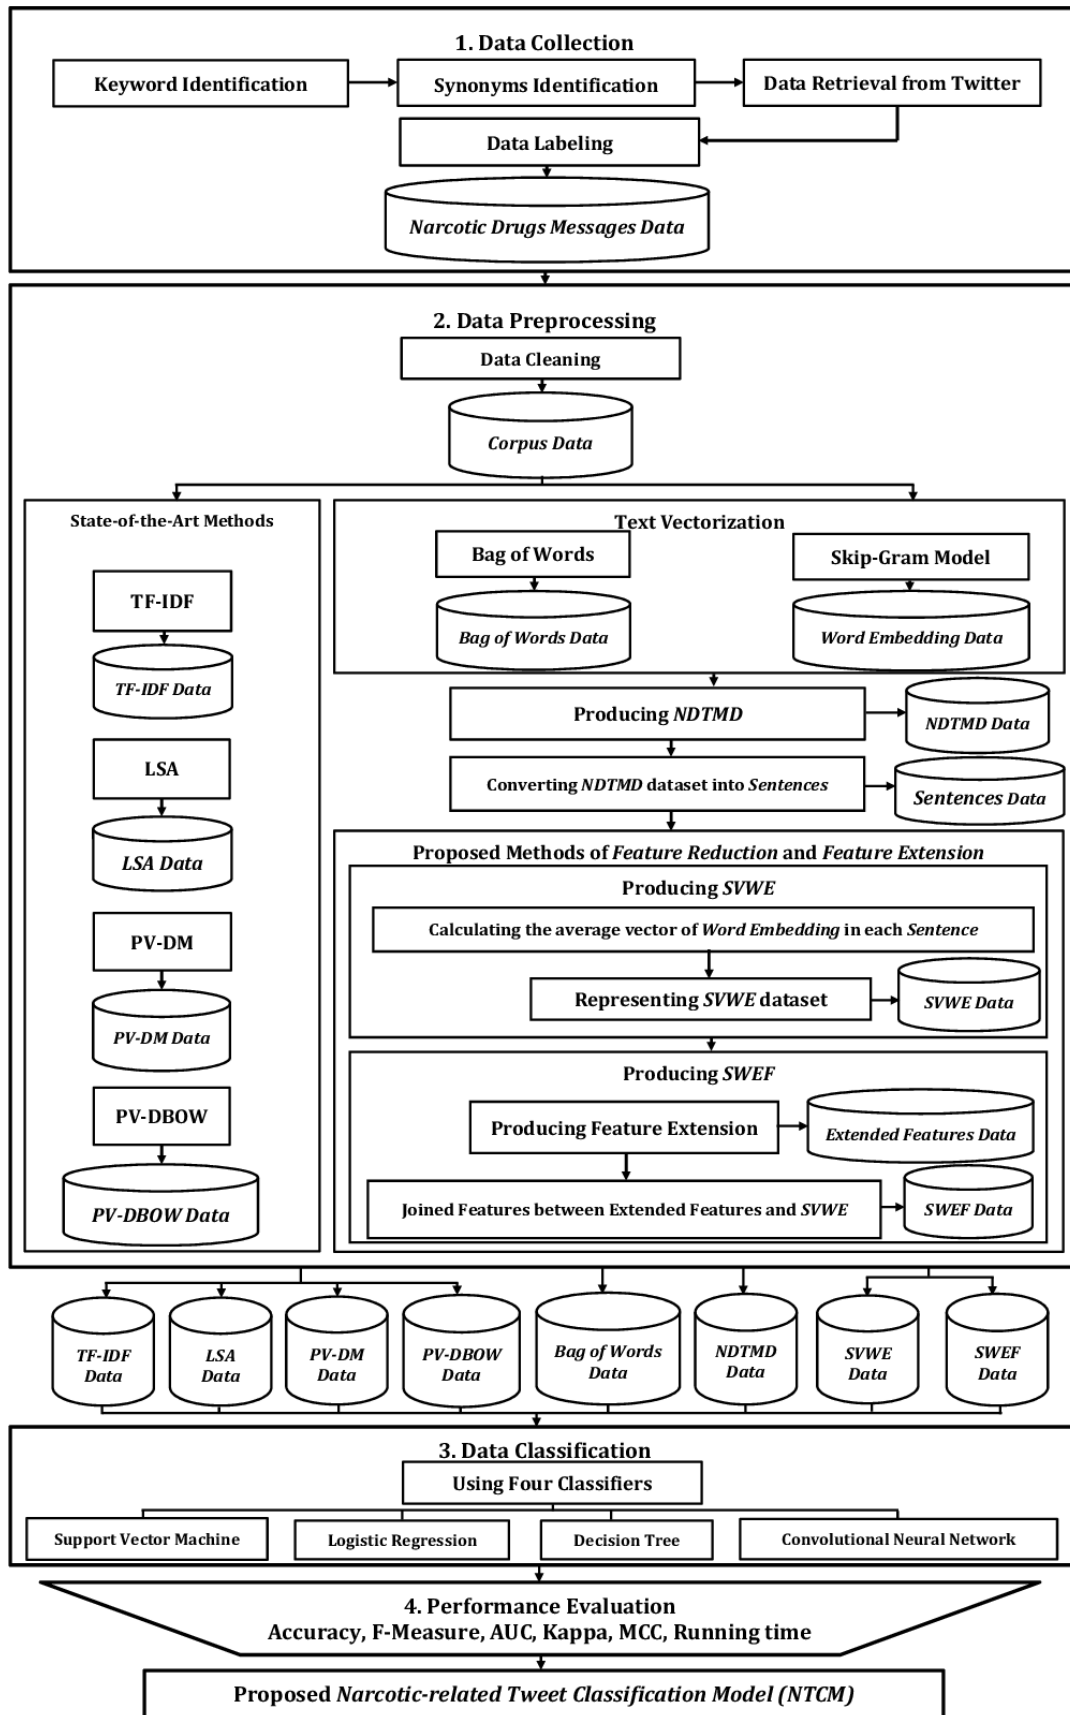 1. Data Collection
Keyword Identification
Synonyms Identification
Data Retrieval from Twitter
Data Labeling
Narcotic Drugs Messages Data
2. Data Preprocessing
Data Cleaning
Corpus Data
State-of-the-Art Methods
TF-IDF
TF-IDF Data
LSA
LSA Data
PV-DM
PV-DM Data
PV-DBOW
PV-DBOW Data
Text Vectorization
Bag of Words
Skip-Gram Model
Bag of Words Data
Word Embedding Data
Producing NDTMD
NDTMD Data
Converting NDTMD dataset into Sentences
Sentences Data
Proposed Methods of Feature Reduction and Feature Extension
Producing SVWE
Calculating the average vector of Word Embedding in each Sentence
Representing SVWE dataset
SVWE Data
Producing SWEF
Producing Feature Extension
Extended Features Data
Joined Features between Extended Features and SVWE
SWEF Data
TF-IDF
Data
LSA
Data
PV-DM
Data
PV-DBOW
Data
Bag of Words
Data
NDTMD
Data
SVWE
Data
SWEF
Data
3. Data Classification
Using Four Classifiers
Support Vector Machine
Logistic Regression
Decision Tree
Convolutional Neural Network
4. Performance Evaluation
Accuracy, F-Measure, AUC, Kappa, MCC, Running time
Proposed Narcotic-related Tweet Classification Model (NTCM)